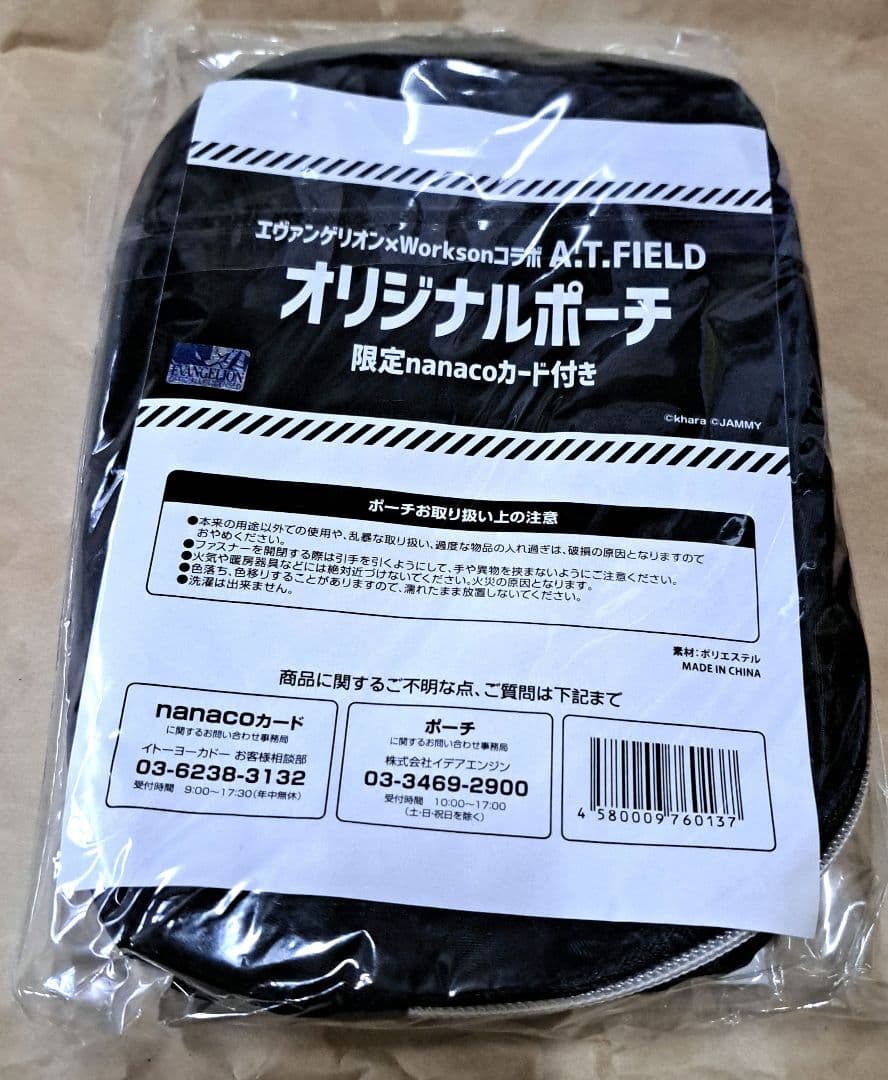 エヴァンゲリオン×Worksonコラボ A.T.FIELD
オリジナルポーチ
限定nanacoカード付き
EVANGELION
©khara ©JAMMY
ポーチお取り扱い上の注意
●本来の用途以外での使用や、乱暴な取り扱い、過度な物品の入れ過ぎは、破損の原因となりますので
おやめください。
●ファスナーを開閉する際は引手を引くようにして、手や異物を挟まないようにご注意ください。
●火気や暖房器具などには絶対近づけないでください。火災の原因となります。
●色落ち、色移りすることがありますので、濡れたまま放置しないでください。
●洗濯は出来ません。
素材:ポリエステル
MADE IN CHINA
商品に関するご不明な点、ご質問は下記まで
nanacoカード
に関するお問い合わせ事務局
イトーヨーカドー お客様相談部
03-6238-3132
受付時間 9:00〜17:30(年中無休)
ポーチ
に関するお問い合わせ事務局
株式会社イデアエンジン
03-3469-2900
受付時間 10:00〜17:00
(土・日・祝日を除く)
4 580009 760137